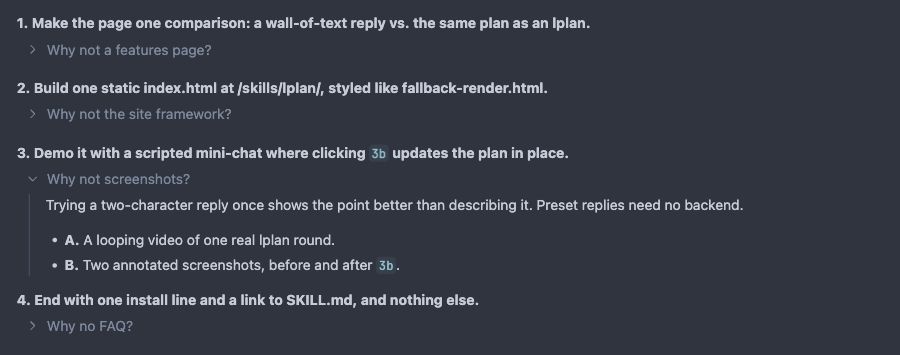 1. Make the page one comparison: a wall-of-text reply vs. the same plan as an lplan.
Why not a features page?
2. Build one static index.html at /skills/lplan/, styled like fallback-render.html.
Why not the site framework?
3. Demo it with a scripted mini-chat where clicking 3b updates the plan in place.
Why not screenshots?
Trying a two-character reply once shows the point better than describing it. Preset replies need no backend.
• A. A looping video of one real lplan round.
• B. Two annotated screenshots, before and after 3b.
4. End with one install line and a link to SKILL.md, and nothing else.
Why no FAQ?